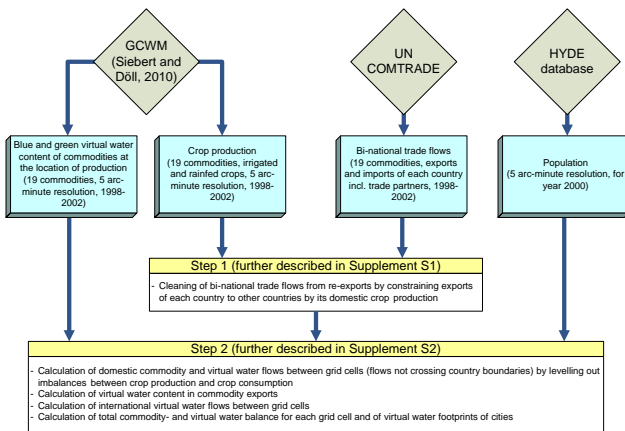 GCWM
(Siebert and
Döll, 2010)
UN
COMTRADE
HYDE
database
Blue and green virtual water
content of commodities at
the location of production
(19 commodities, 5 arc-
minute resolution, 1998-
2002)
Crop production
(19 commodities, irrigated
and rainfed crops, 5 arc-
minute resolution, 1998-
2002)
Bi-national trade flows
(19 commodities, exports
and imports of each country
incl. trade partners, 1998-
2002)
Population
(5 arc-minute resolution, for
year 2000)
Step 1 (further described in Supplement S1)
- Cleaning of bi-national trade flows from re-exports by constraining exports
of each country to other countries by its domestic crop production
Step 2 (further described in Supplement S2)
- Calculation of domestic commodity and virtual water flows between grid cells (flows not crossing country boundaries) by levelling out
imbalances between crop production and crop consumption
- Calculation of virtual water content in commodity exports
- Calculation of international virtual water flows between grid cells
- Calculation of total commodity- and virtual water balance for each grid cell and of virtual water footprints of cities